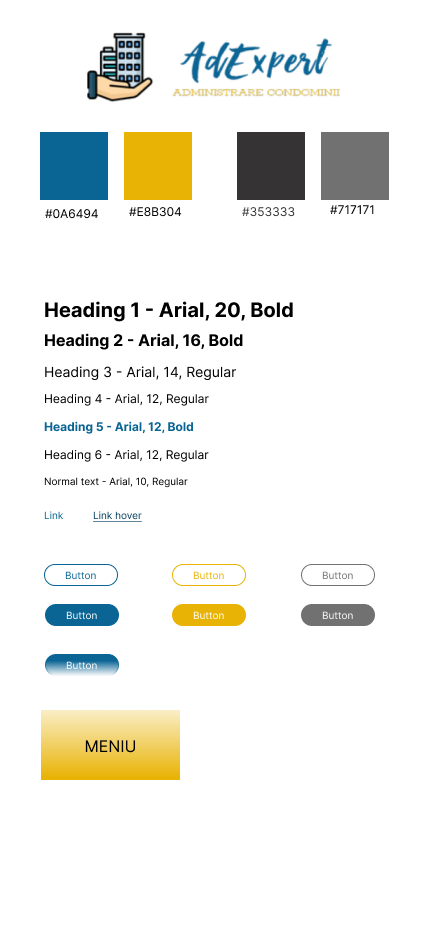 AdExpert
ADMINISTRARE CONDOMINII
#0A6494 #E8B304 #353333 #717171
Heading 1 - Arial, 20, Bold
Heading 2 - Arial, 16, Bold
Heading 3 - Arial, 14, Regular
Heading 4 - Arial, 12, Regular
Heading 5 - Arial, 12, Bold
Heading 6 - Arial, 12, Regular
Normal text - Arial, 10, Regular
Link Link hover
Button Button Button
Button Button Button
Button
MENIU